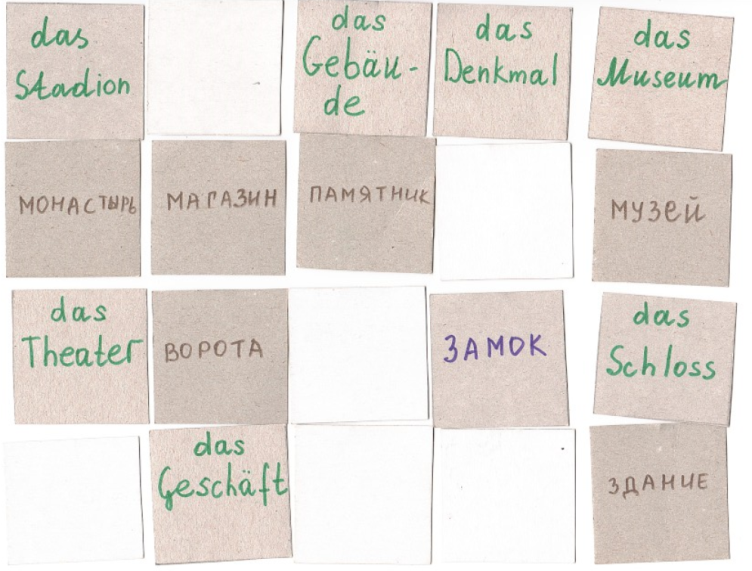 das
Stadion
das
Gebäu-
de
das
Denkmal
das
Museum
МОНАСТЫРЬ
МАГАЗИН
ПАМЯТНИК
МУЗЕЙ
das
Theater
ВОРОТА
ЗАМОК
das
Schloss
das
Geschäft
ЗДАНИЕ